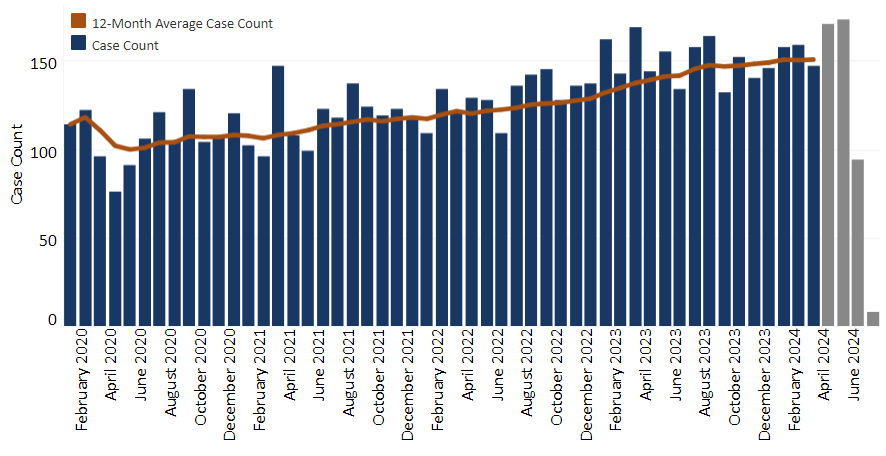 12-Month Average Case Count
Case Count
Case Count
150
100
50
0
February 2020
April 2020
June 2020
August 2020
October 2020
December 2020
February 2021
April 2021
June 2021
August 2021
October 2021
December 2021
February 2022
April 2022
June 2022
August 2022
October 2022
December 2022
February 2023
April 2023
June 2023
August 2023
October 2023
December 2023
February 2024
April 2024
June 2024